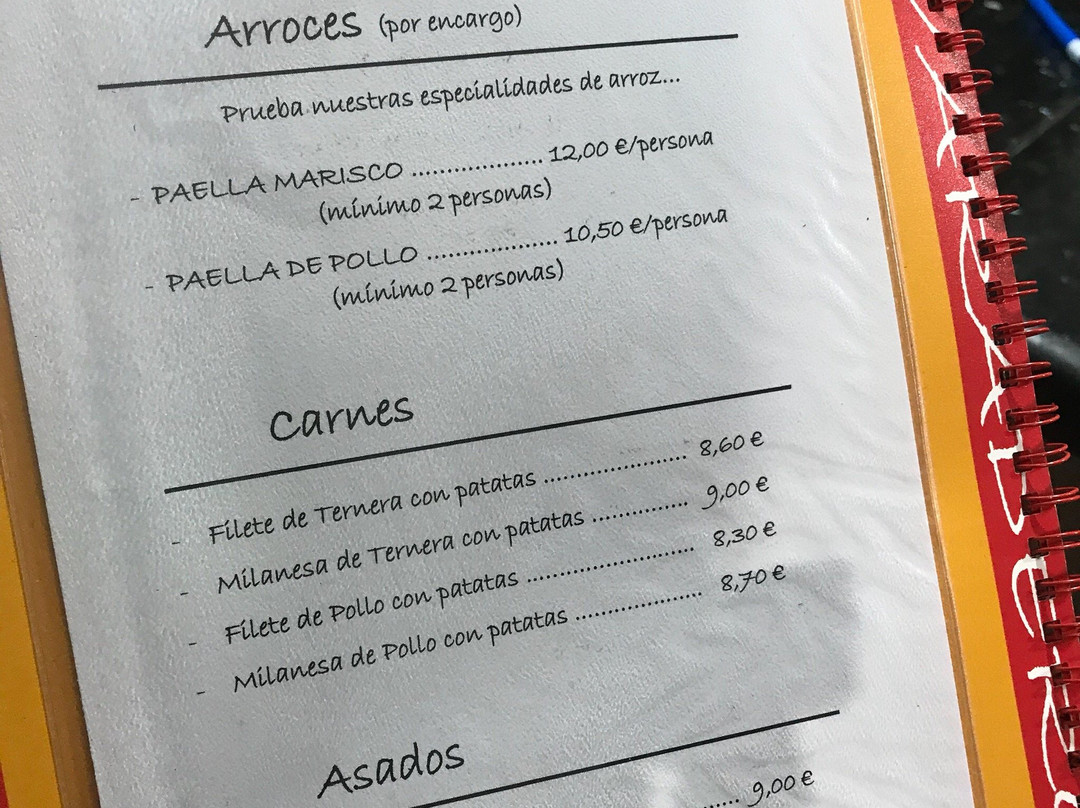 Arroces (por encargo)
Prueba nuestras especialidades de arroz...
- PAELLA MARISCO ..................... 12,00 €/persona
(mínimo 2 personas)
- PAELLA DE POLLO ..................... 10,50 €/persona
(mínimo 2 personas)
Carnes
- Filete de Ternera con patatas ....................... 8,60 €
- Milanesa de Ternera con patatas ............... 9,00 €
- Filete de Pollo con patatas ........................... 8,30 €
- Milanesa de Pollo con patatas .................... 8,70 €
Asados
..... 9,00 €